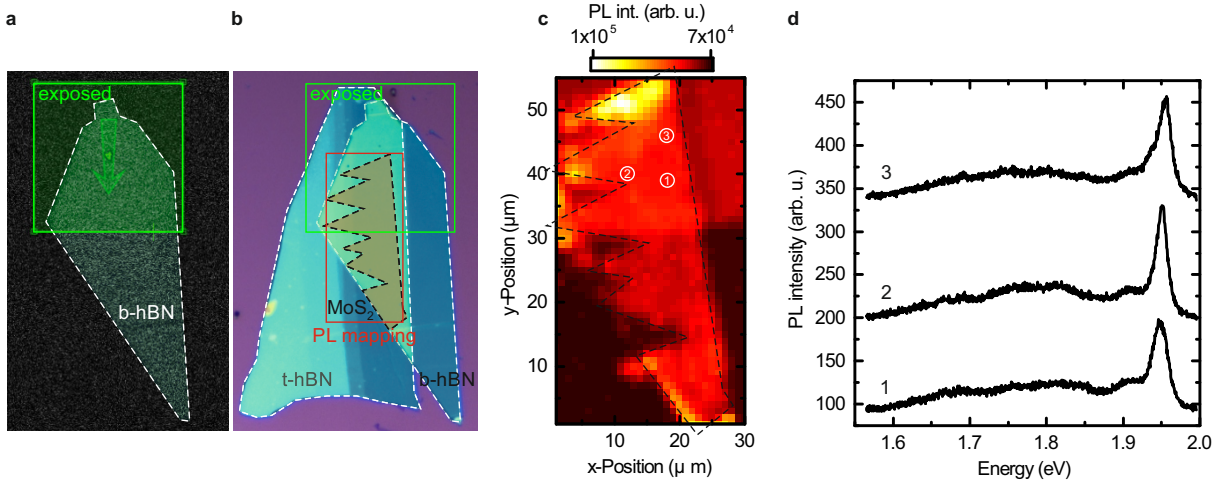 a
b
c
d
exposed
b-hBN
exposed
MoS2
PL mapping
t-hBN
b-hBN
PL int. (arb. u.)
1x10^5
7x10^4
50
40
30
20
10
y-Position (µm)
3
2
1
10
20
30
x-Position (µ m)
450
400
350
300
250
200
150
100
PL intensity (arb. u.)
3
2
1
1.6
1.7
1.8
1.9
2.0
Energy (eV)